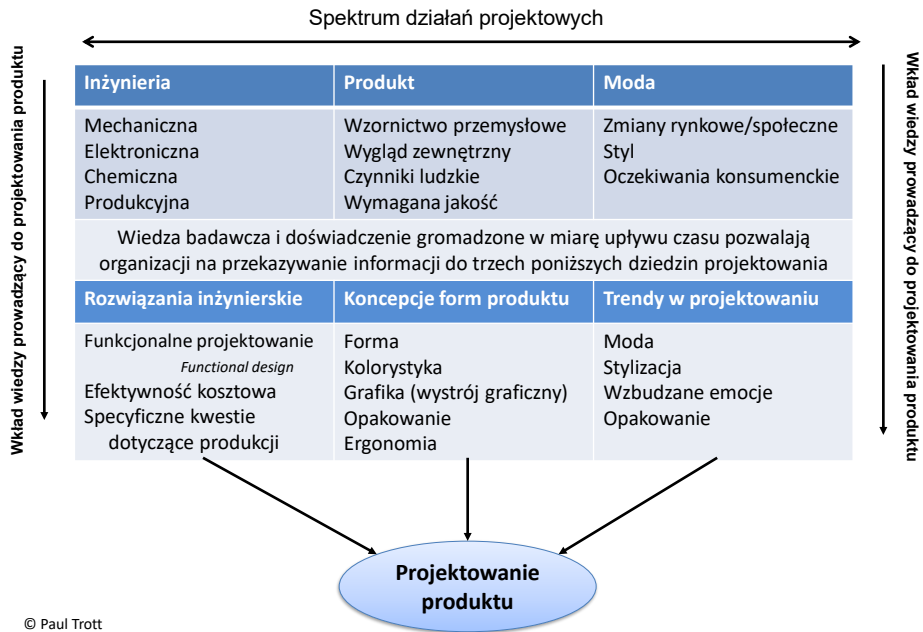 Spektrum działań projektowych
Wkład wiedzy prowadzący do projektowania produktu
Inżynieria
Produkt
Moda
Mechaniczna
Elektroniczna
Chemiczna
Produkcyjna
Wzornictwo przemysłowe
Wygląd zewnętrzny
Czynniki ludzkie
Wymagana jakość
Zmiany rynkowe/społeczne
Styl
Oczekiwania konsumenckie
Wiedza badawcza i doświadczenie gromadzone w miarę upływu czasu pozwalają
organizacji na przekazywanie informacji do trzech poniższych dziedzin projektowania
Rozwiązania inżynierskie
Koncepcje form produktu
Trendy w projektowaniu
Funkcjonalne projektowanie
Functional design
Efektywność kosztowa
Specyficzne kwestie
dotyczące produkcji
Forma
Kolorystyka
Grafika (wystrój graficzny)
Opakowanie
Ergonomia
Moda
Stylizacja
Wzbudzane emocje
Opakowanie
Wkład wiedzy prowadzący do projektowania produktu
Projektowanie
produktu
© Paul Trott